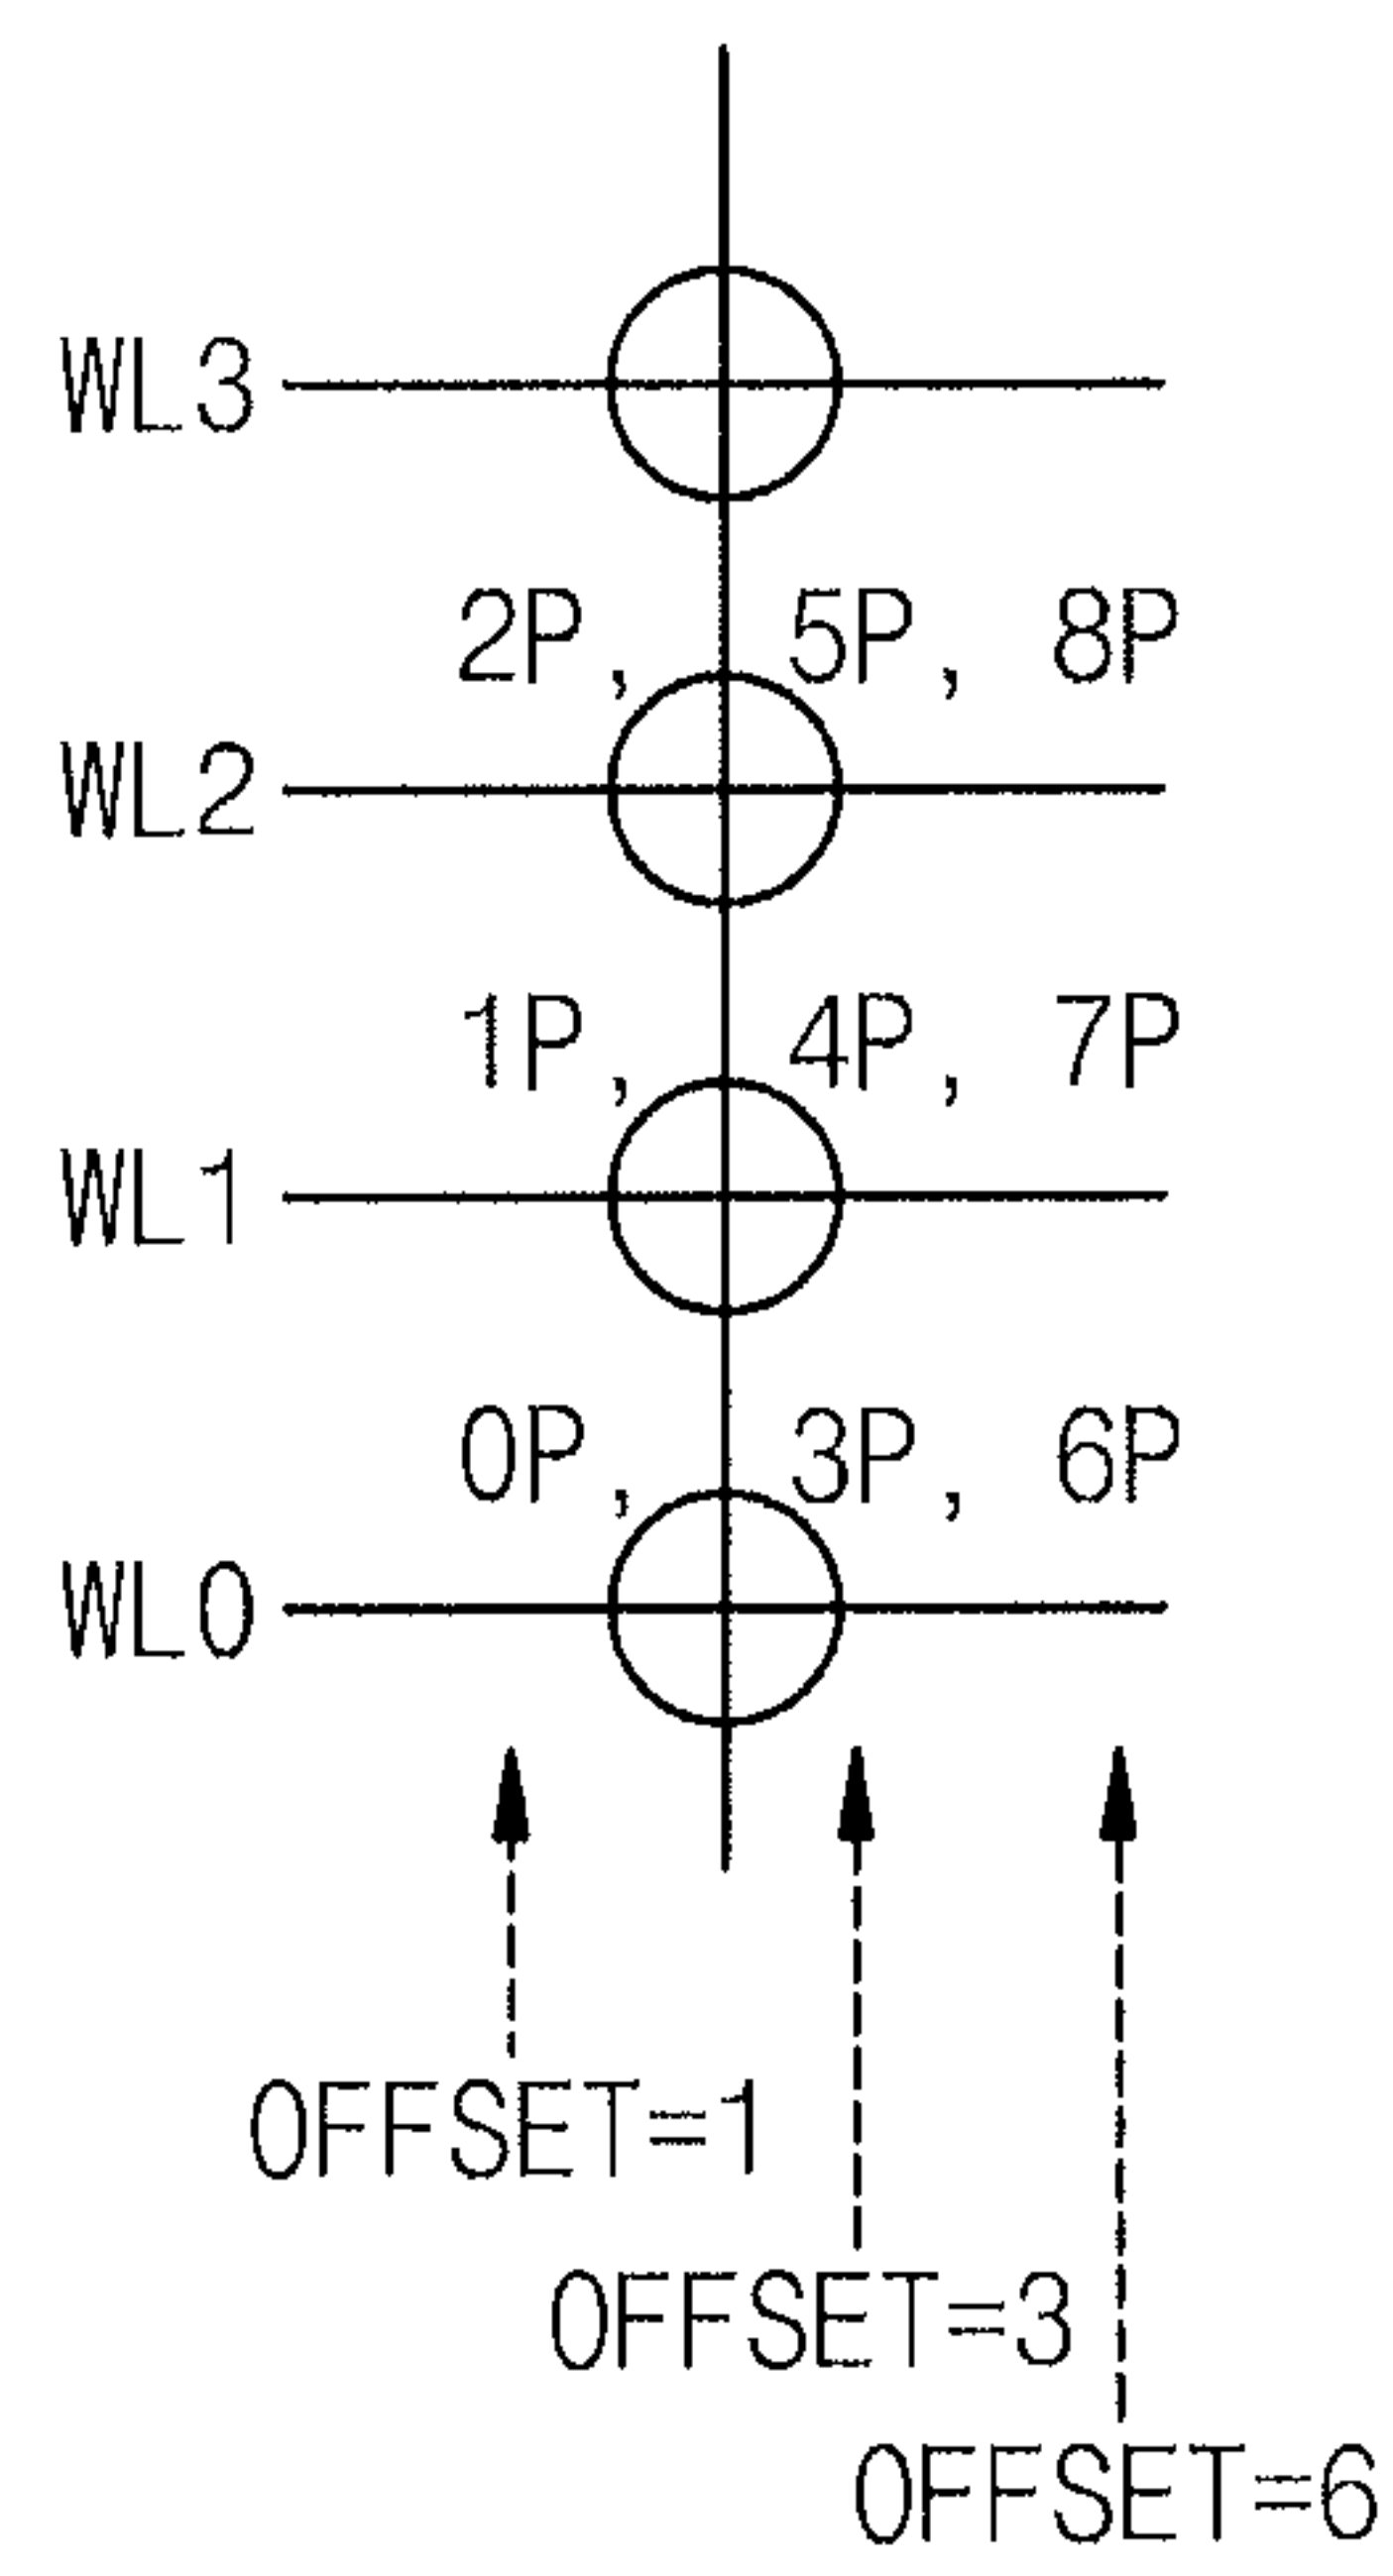 WL3
2P, 5P, 8P
WL2
1P, 4P, 7P
WL1
0P, 3P, 6P
WL0
OFFSET=1
OFFSET=3
OFFSET=6